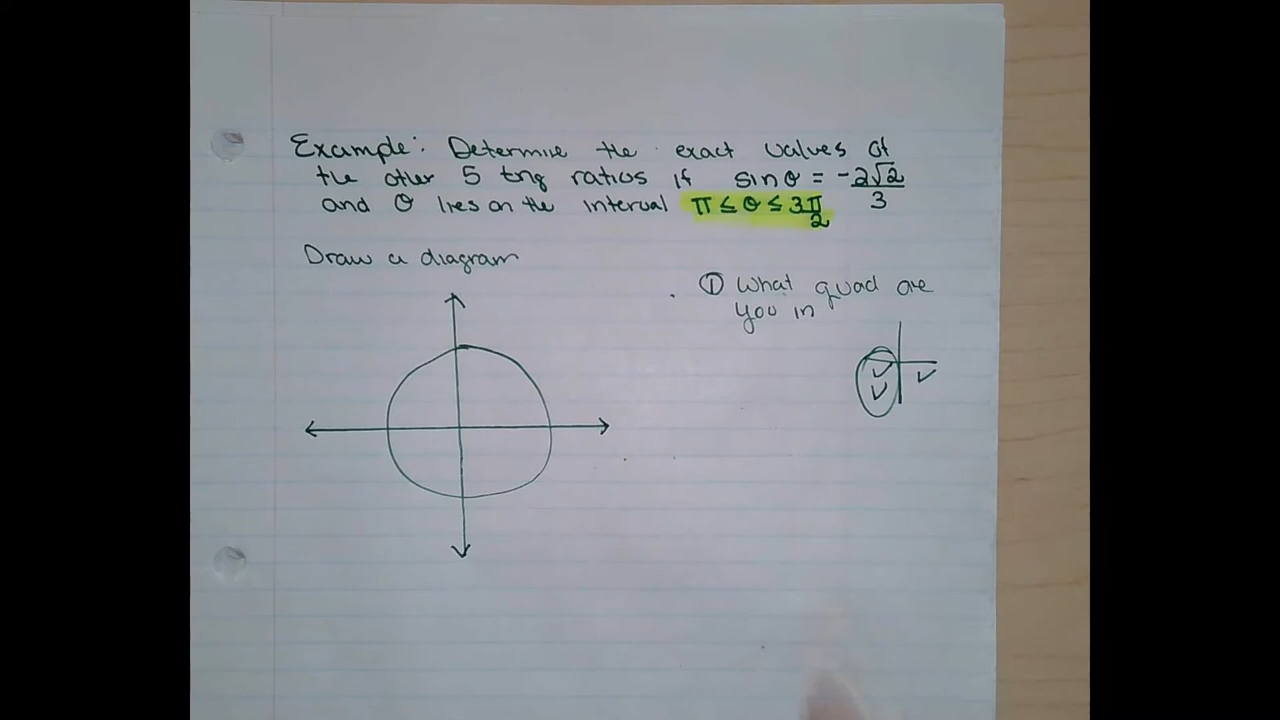 Example: Determine the exact values of
the other 5 trig ratios if sinθ = -2√2/3
and θ lies on the interval π ≤ θ ≤ 3π/2
Draw a diagram
① What quad are
you in